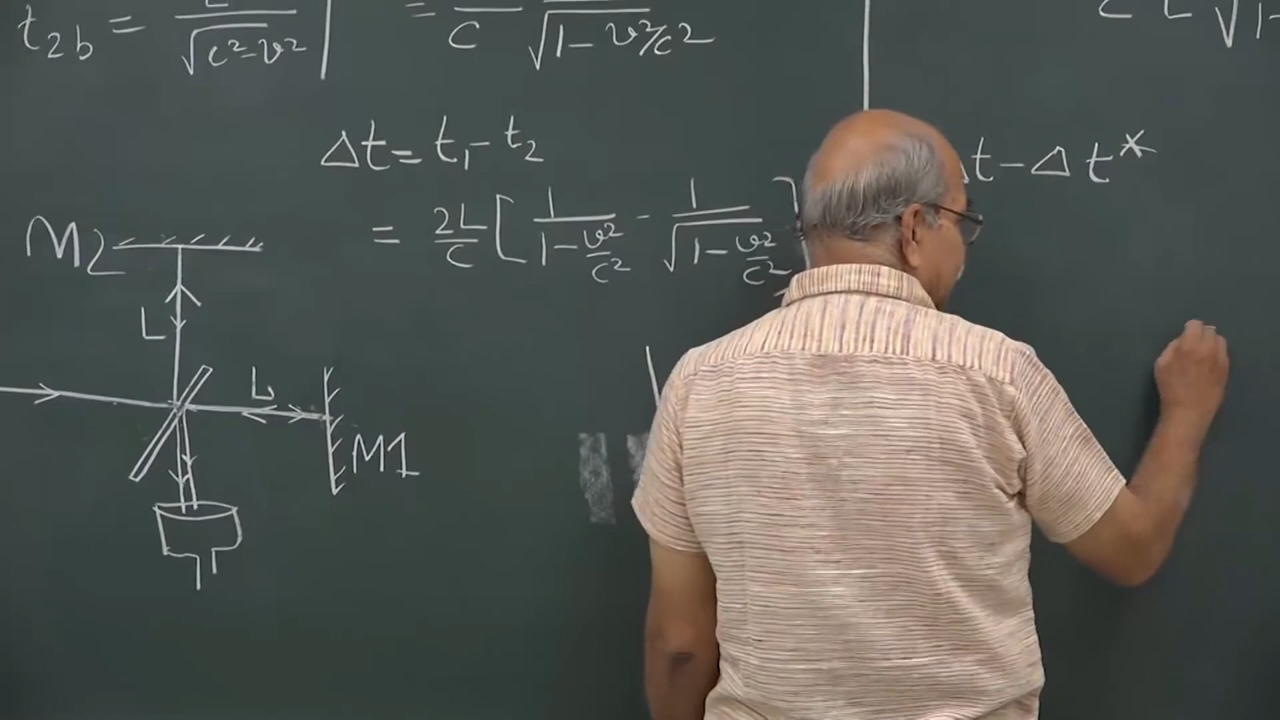 t₂b = L/√(c²-v²)
= /c √(1-v²/c²)
c [ √1-
Δt = t₁ - t₂
= 2L/c [ 1/(1-v²/c²) - 1/√(1-v²/c²) ]
Δt - Δt*
M2
L
L
M1